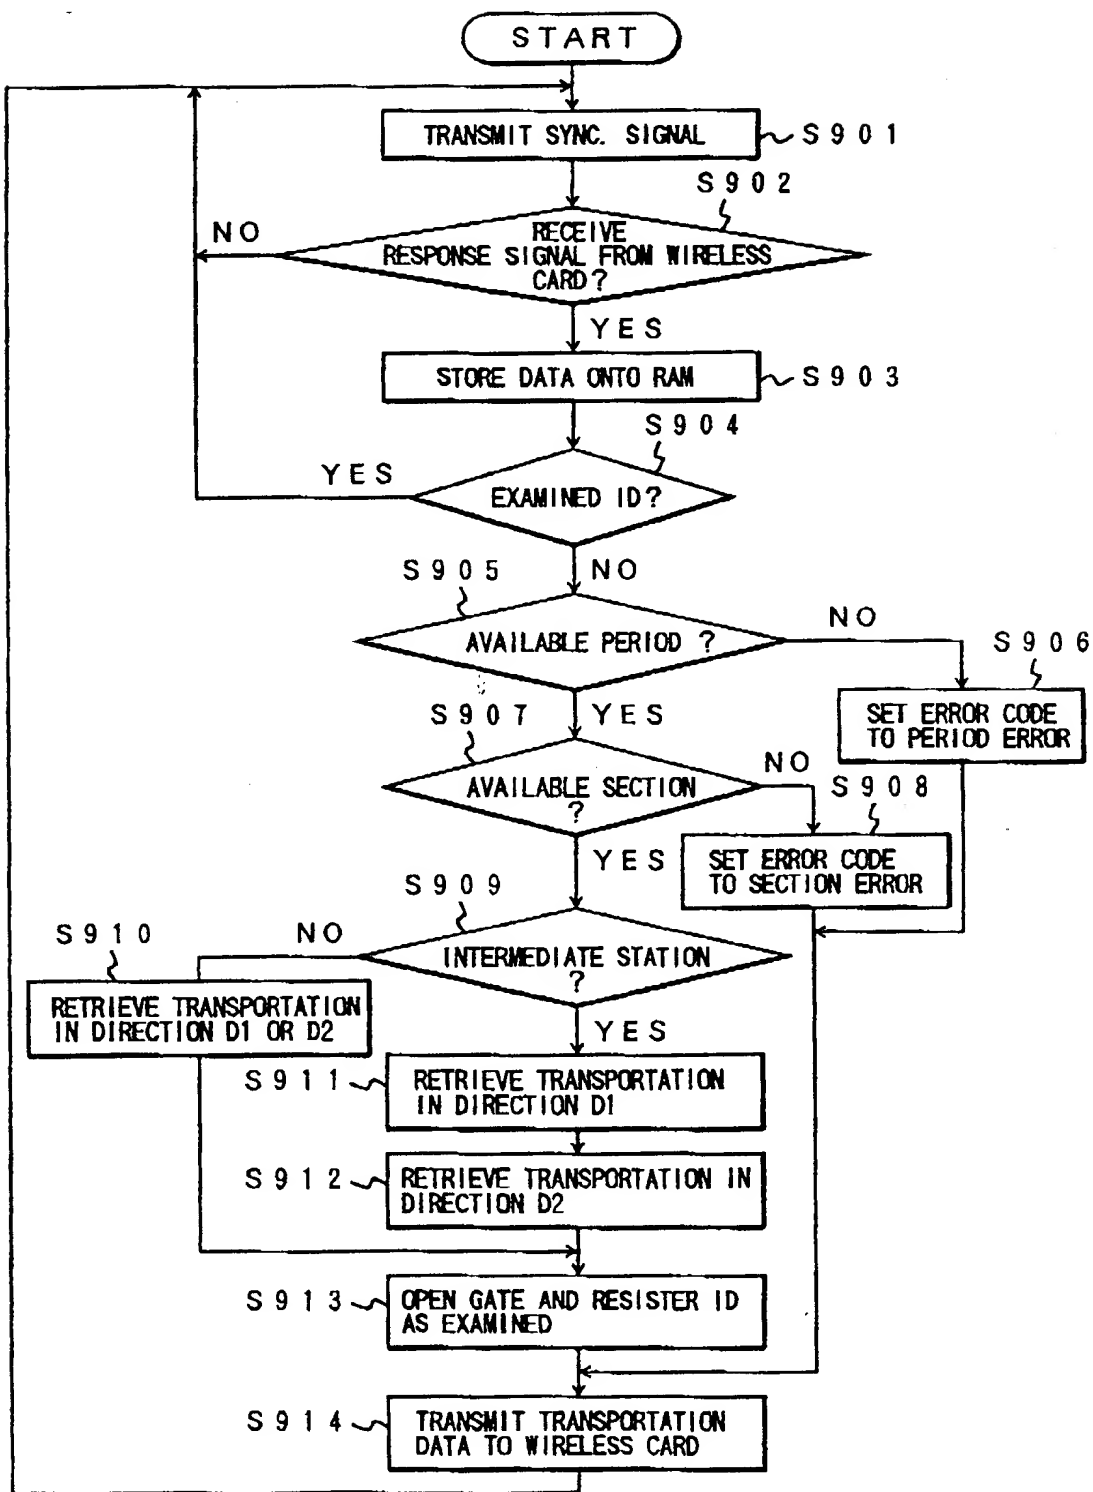 START
TRANSMIT SYNC. SIGNAL
S901
S902
NO
RECEIVE
RESPONSE SIGNAL FROM WIRELESS
CARD?
YES
STORE DATA ONTO RAM
S903
S904
YES
EXAMINED ID?
NO
S905
AVAILABLE PERIOD ?
NO
S906
SET ERROR CODE
TO PERIOD ERROR
YES
S907
AVAILABLE SECTION
?
NO
S908
SET ERROR CODE
TO SECTION ERROR
YES
S909
INTERMEDIATE STATION
?
NO
S910
RETRIEVE TRANSPORTATION
IN DIRECTION D1 OR D2
YES
S911
RETRIEVE TRANSPORTATION
IN DIRECTION D1
S912
RETRIEVE TRANSPORTATION IN
DIRECTION D2
S913
OPEN GATE AND RESISTER ID
AS EXAMINED
S914
TRANSMIT TRANSPORTATION
DATA TO WIRELESS CARD